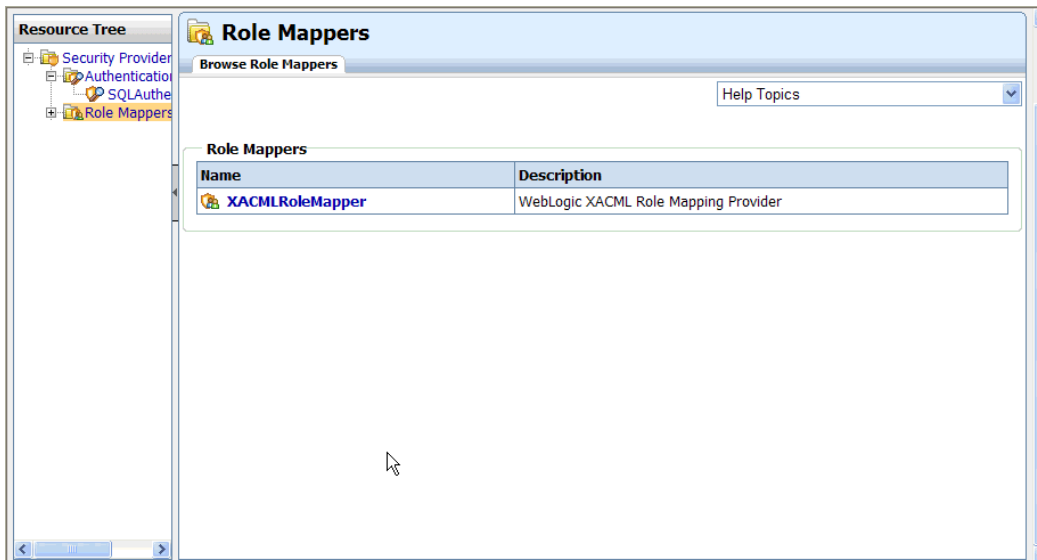 Resource Tree
Security Provider
Authentication
SQLAuthe
Role Mappers
Role Mappers
Browse Role Mappers
Help Topics
Role Mappers
Name Description
XACMLRoleMapper WebLogic XACML Role Mapping Provider